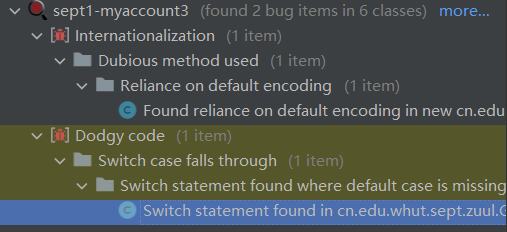 sept1-myaccount3 (found 2 bug items in 6 classes) more...
Internationalization (1 item)
Dubious method used (1 item)
Reliance on default encoding (1 item)
Found reliance on default encoding in new cn.edu
Dodgy code (1 item)
Switch case falls through (1 item)
Switch statement found where default case is missing
Switch statement found in cn.edu.whut.sept.zuul.